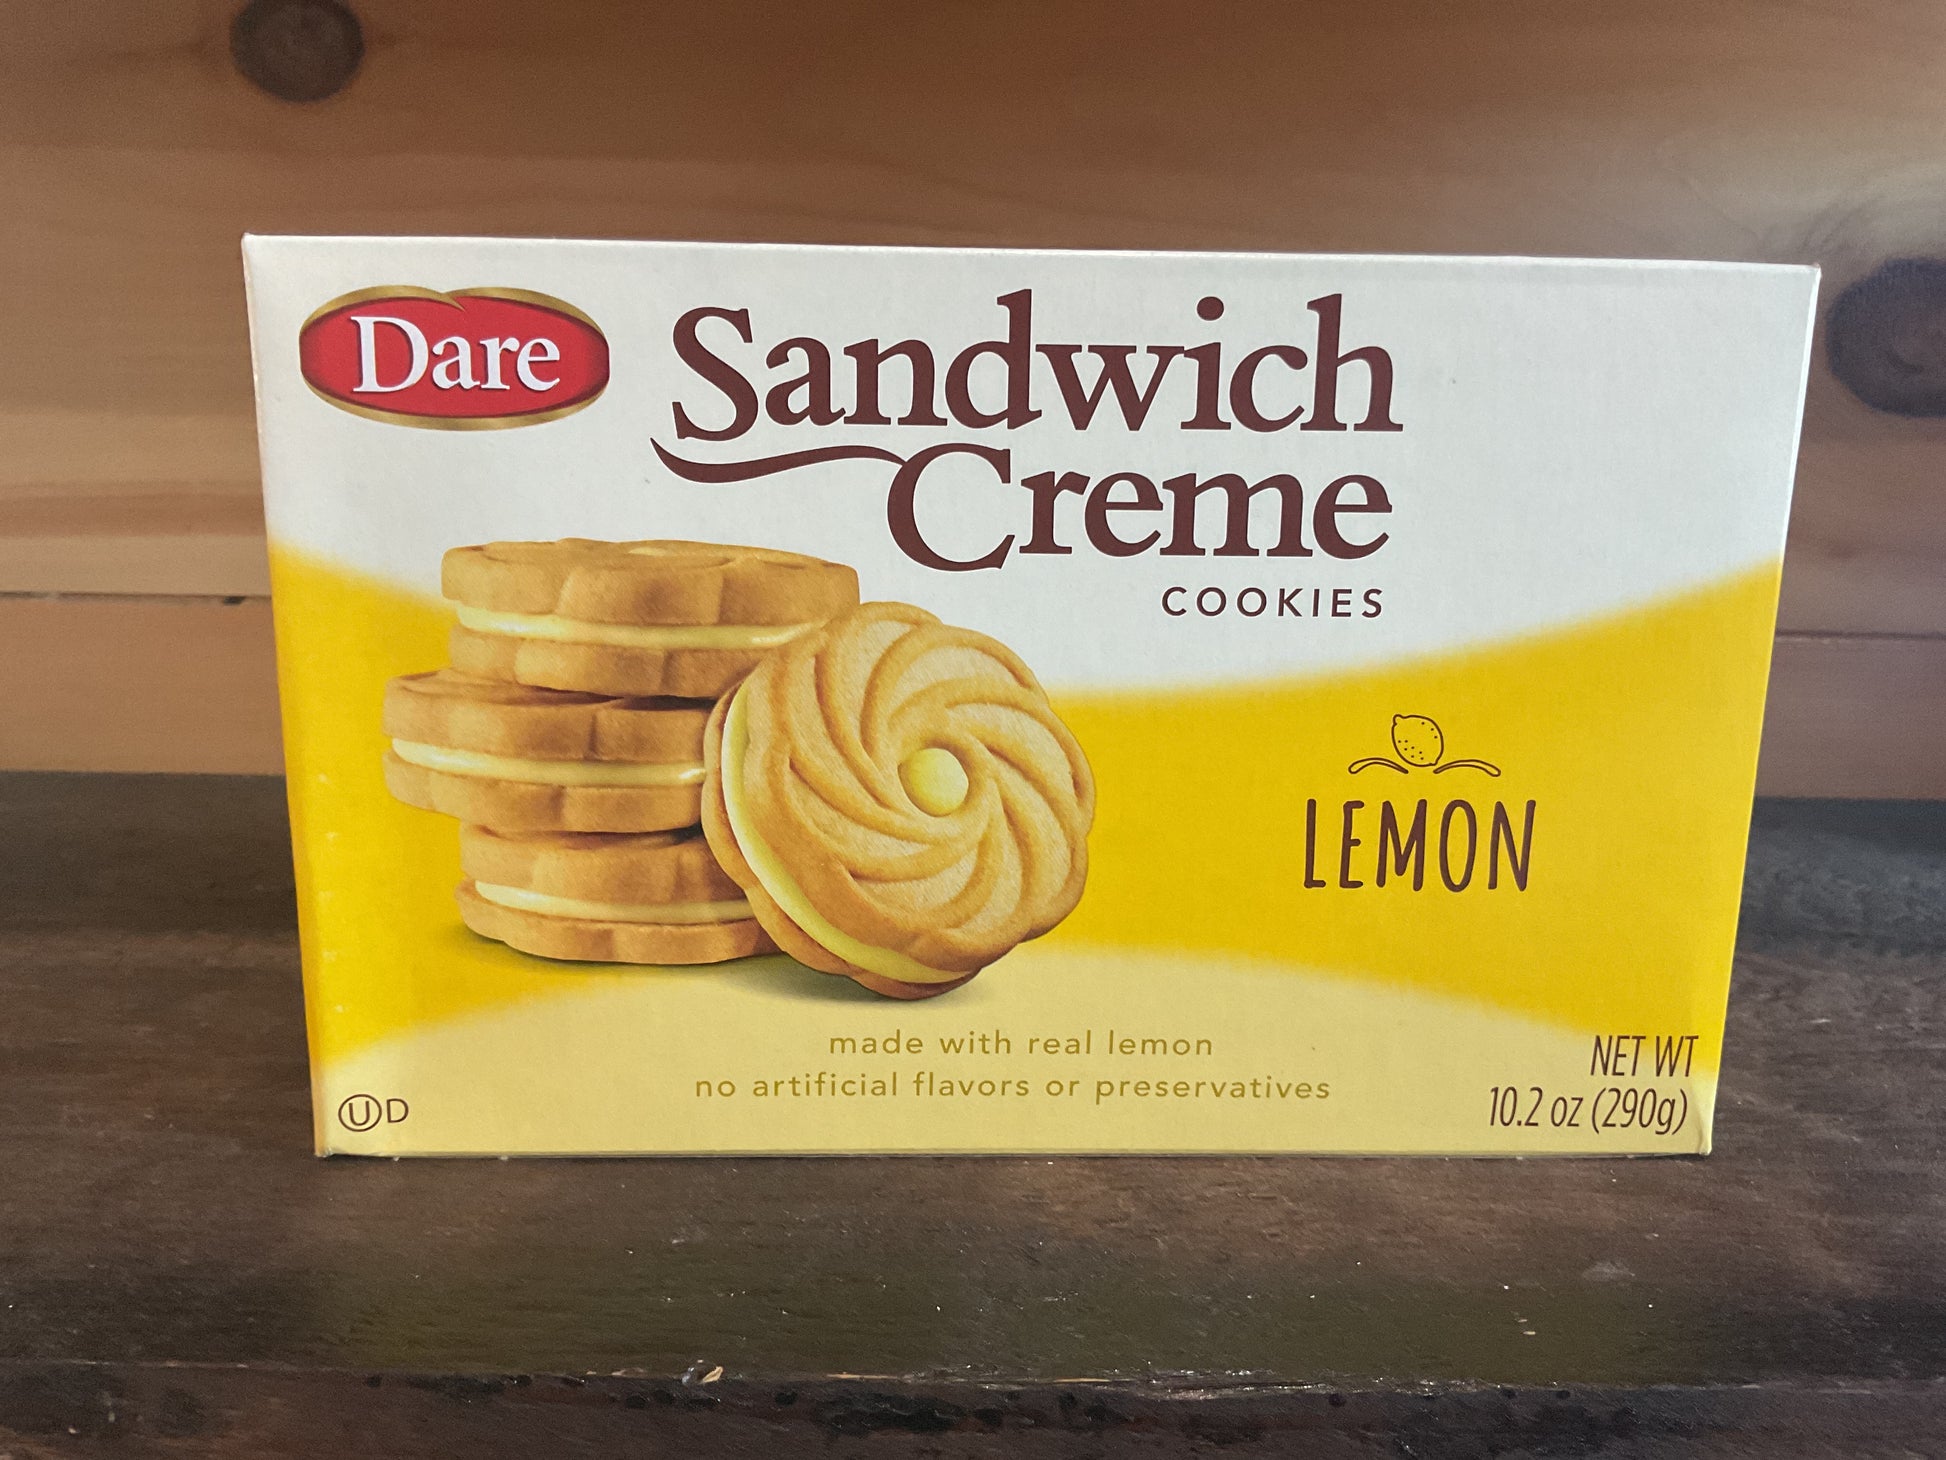 Dare
Sandwich
Creme
COOKIES
LEMON
made with real lemon
no artificial flavors or preservatives
NET WT
10.2 oz (290g)
Ⓤ D